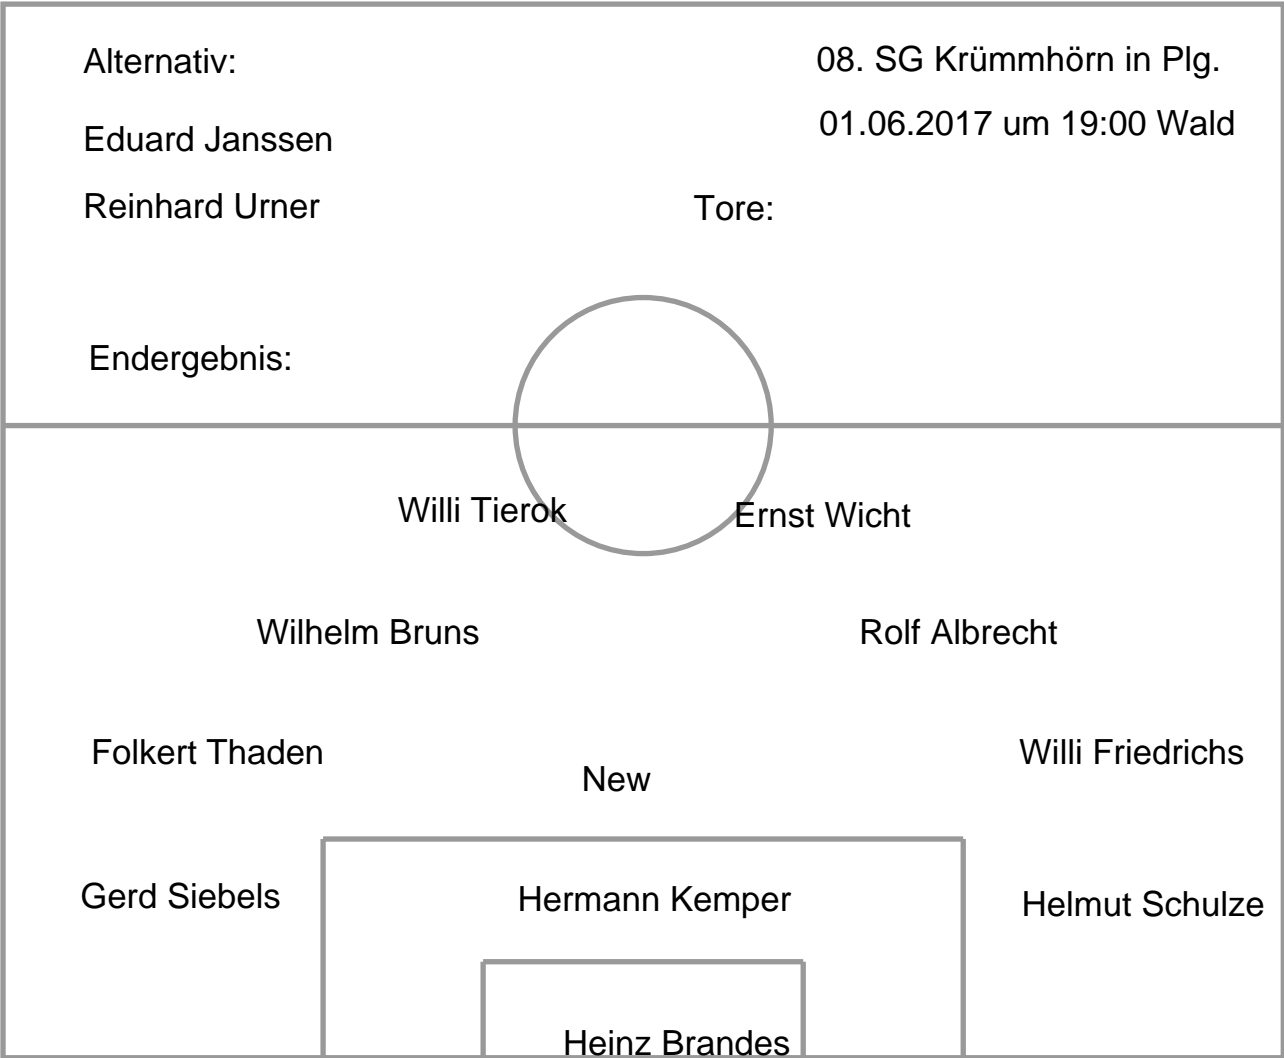 Alternativ:
08. SG Krümmhörn in Plg.
01.06.2017 um 19:00 Wald
Eduard Janssen
Reinhard Urner
Tore:
Endergebnis:
Willi Tierok
Ernst Wicht
Wilhelm Bruns
Rolf Albrecht
Folkert Thaden
New
Willi Friedrichs
Gerd Siebels
Hermann Kemper
Helmut Schulze
Heinz Brandes